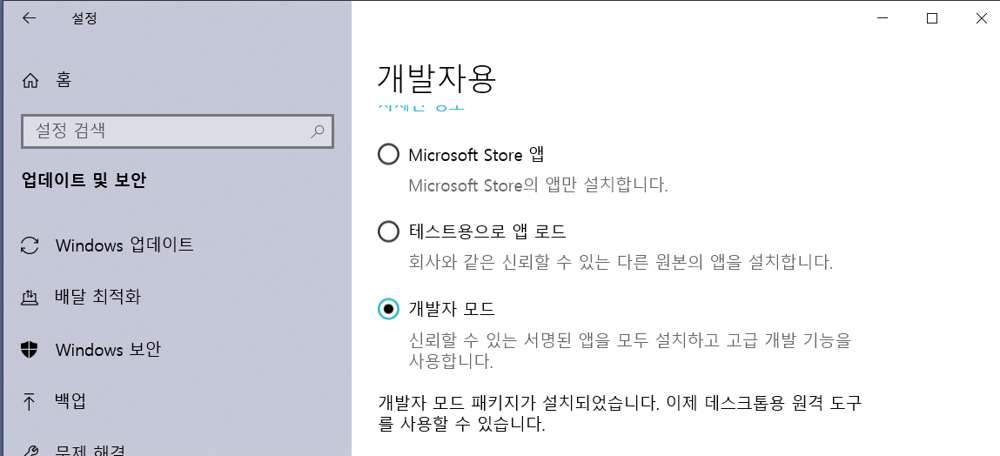 설정
홈
설정 검색
업데이트 및 보안
Windows 업데이트
배달 최적화
Windows 보안
백업
문제 해결
개발자용
Microsoft Store 앱
Microsoft Store의 앱만 설치합니다.
테스트용으로 앱 로드
회사와 같은 신뢰할 수 있는 다른 원본의 앱을 설치합니다.
개발자 모드
신뢰할 수 있는 서명된 앱을 모두 설치하고 고급 개발 기능을
사용합니다.
개발자 모드 패키지가 설치되었습니다. 이제 데스크톱용 원격 도구
를 사용할 수 있습니다.